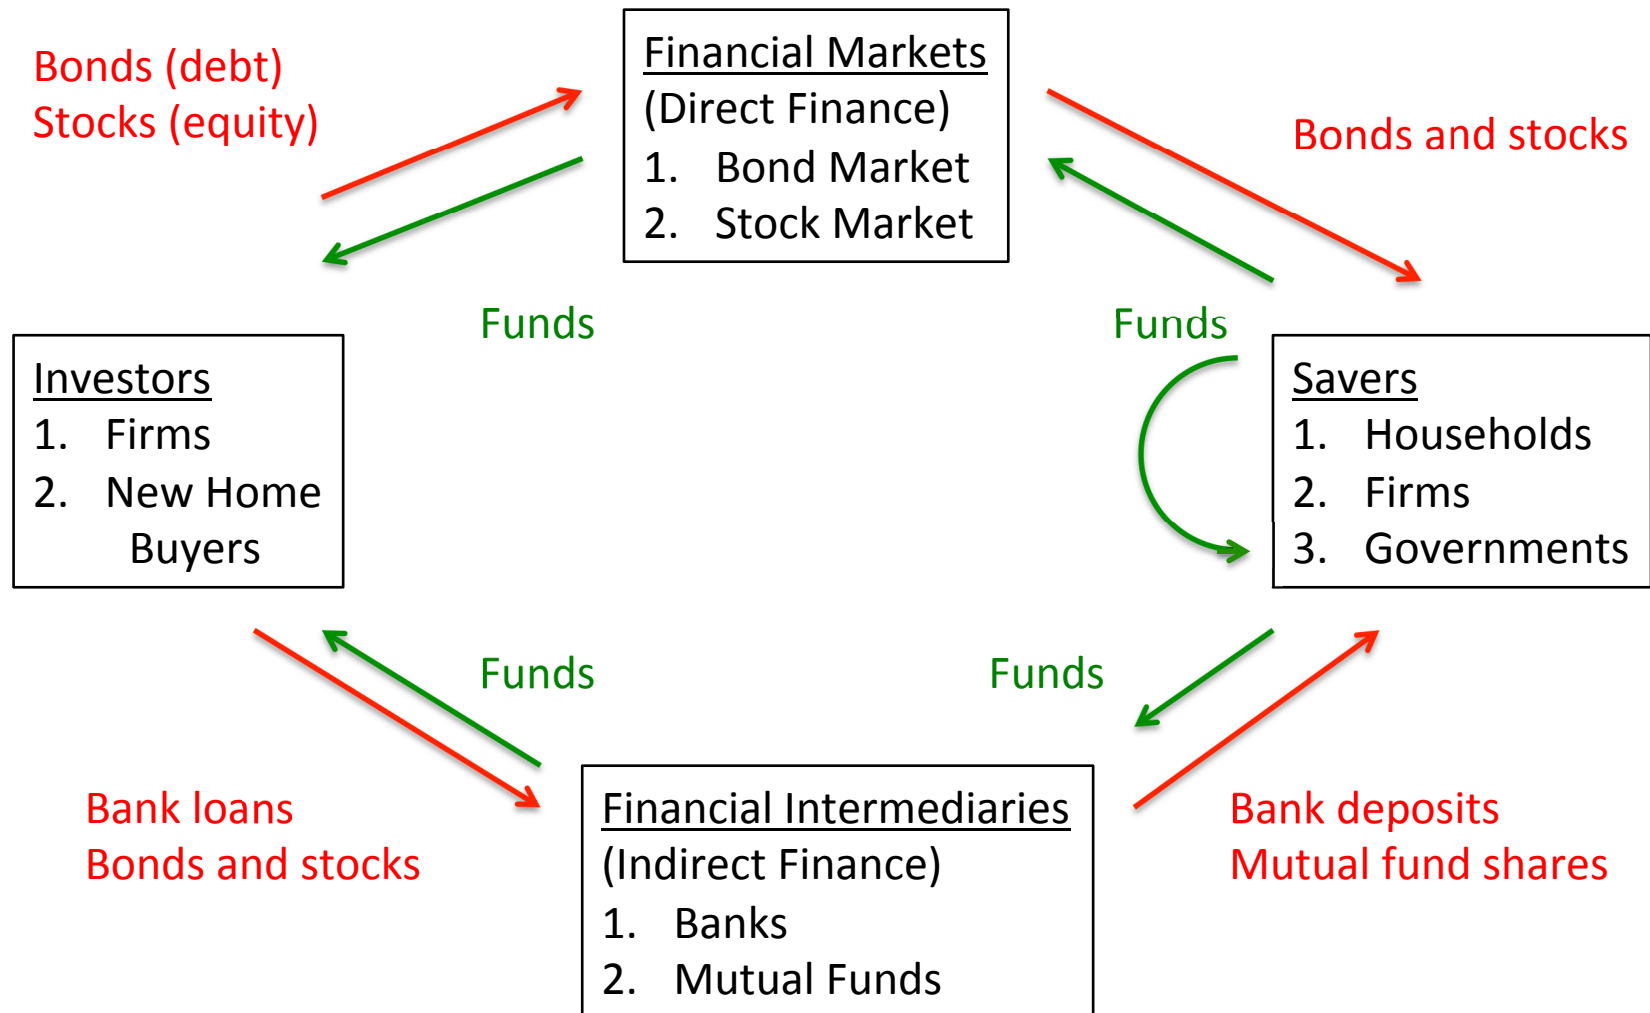 Bonds (debt)
Stocks (equity)
Financial Markets
(Direct Finance)
1. Bond Market
2. Stock Market
Bonds and stocks
Funds
Funds
Investors
1. Firms
2. New Home
Buyers
Savers
1. Households
2. Firms
3. Governments
Funds
Funds
Bank loans
Bonds and stocks
Financial Intermediaries
(Indirect Finance)
1. Banks
2. Mutual Funds
Bank deposits
Mutual fund shares